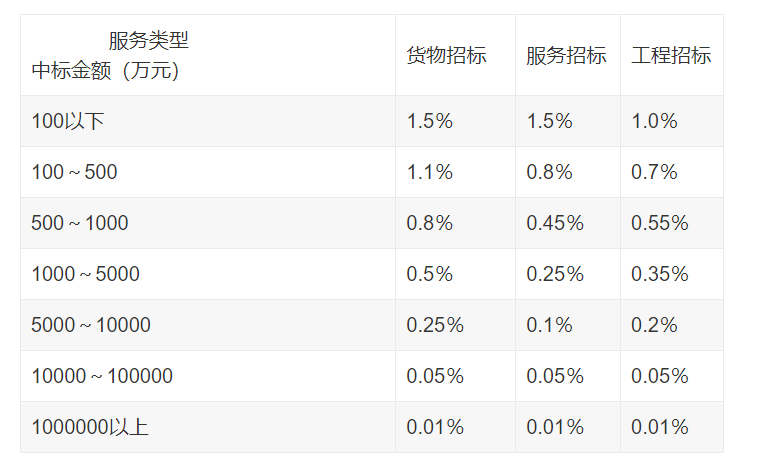 服务类型
中标金额（万元） 货物招标 服务招标 工程招标
100以下 1.5% 1.5% 1.0%
100～500 1.1% 0.8% 0.7%
500～1000 0.8% 0.45% 0.55%
1000～5000 0.5% 0.25% 0.35%
5000～10000 0.25% 0.1% 0.2%
10000～100000 0.05% 0.05% 0.05%
1000000以上 0.01% 0.01% 0.01%